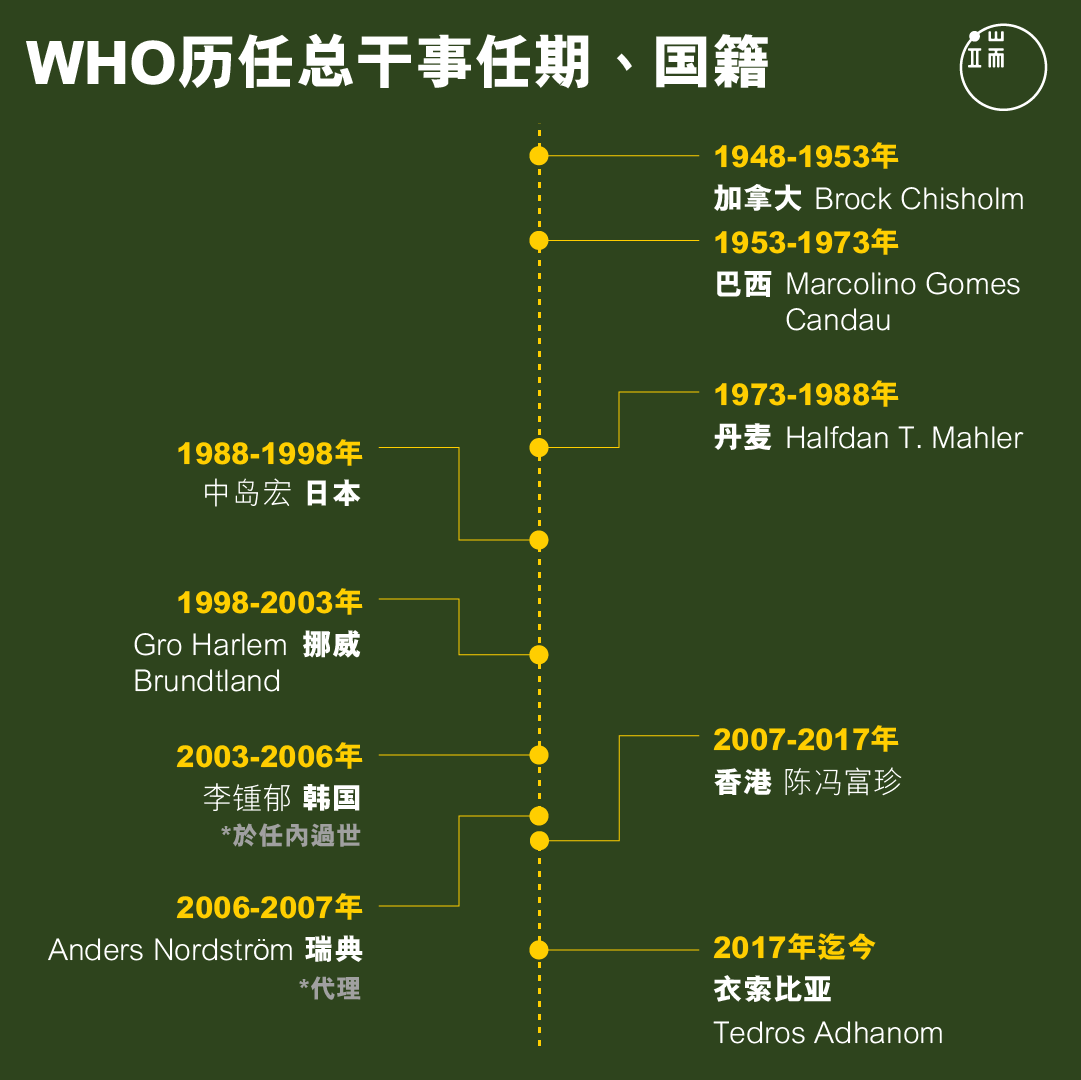 WHO历任总干事任期、国籍
端
1948-1953年
加拿大 Brock Chisholm
1953-1973年
巴西 Marcolino Gomes
Candau
1973-1988年
丹麦 Halfdan T. Mahler
1988-1998年
中岛宏 日本
1998-2003年
Gro Harlem 挪威
Brundtland
2003-2006年
李锺郁 韩国
*於任內過世
2007-2017年
香港 陈冯富珍
2006-2007年
Anders Nordström 瑞典
*代理
2017年迄今
衣索比亚
Tedros Adhanom